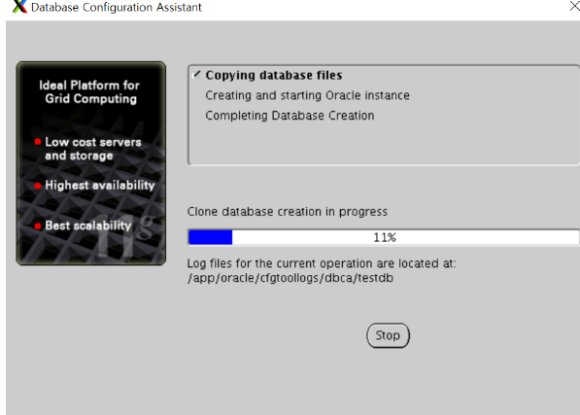 Database Configuration Assistant
Ideal Platform for
Grid Computing
Low cost servers
and storage
Highest availability
Best scalability
11g
Copying database files
Creating and starting Oracle instance
Completing Database Creation
Clone database creation in progress
11%
Log files for the current operation are located at:
/app/oracle/cfgtoollogs/dbca/testdb
Stop